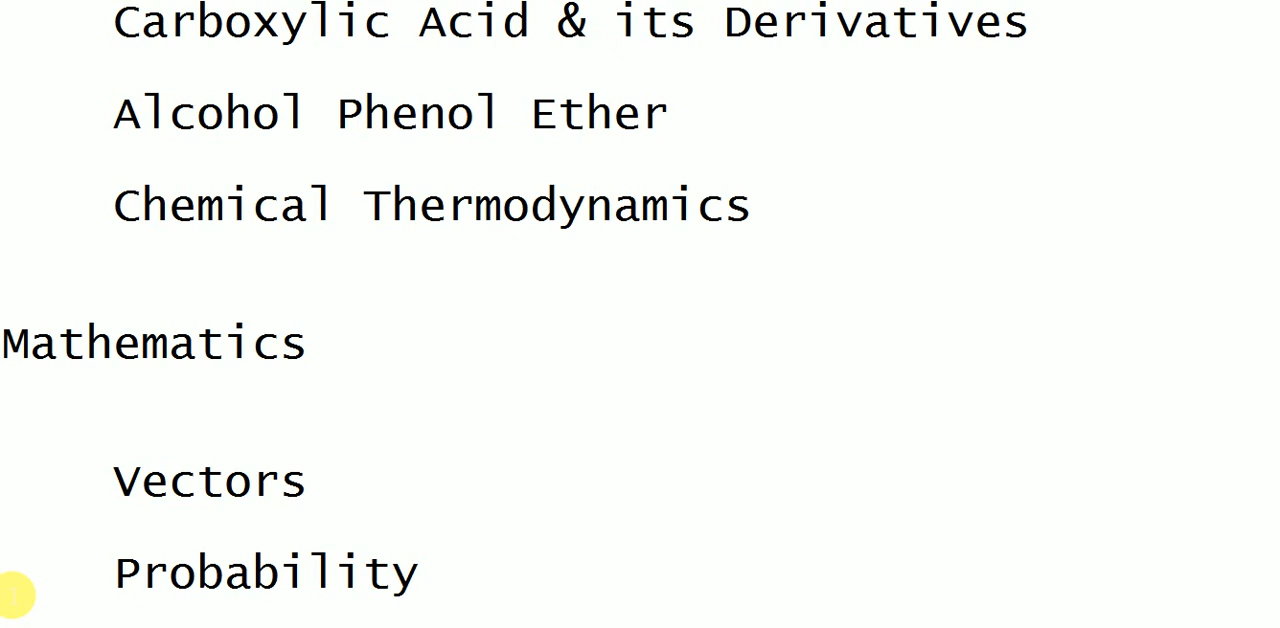 Carboxylic Acid & its Derivatives
Alcohol Phenol Ether
Chemical Thermodynamics
Mathematics
Vectors
Probability